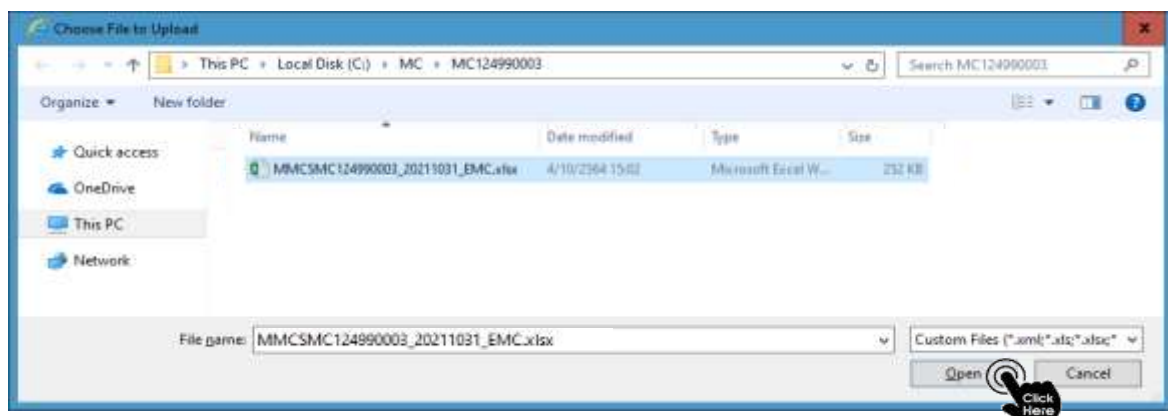 Choose File to Upload
This PC Local Disk (C:) MC MC124990003
Search MC124990003
Organize New folder
Name Date modified Type Size
Quick access
MMCSMC124990003_20211031_EMC.xlsx 4/10/2564 15:02 Microsoft Excel W... 252 KB
OneDrive
This PC
Network
File name: MMCSMC124990003_20211031_EMC.xlsx
Custom Files (*.xml;*.xls;*.xlsx;*
Open Cancel
Click
Here